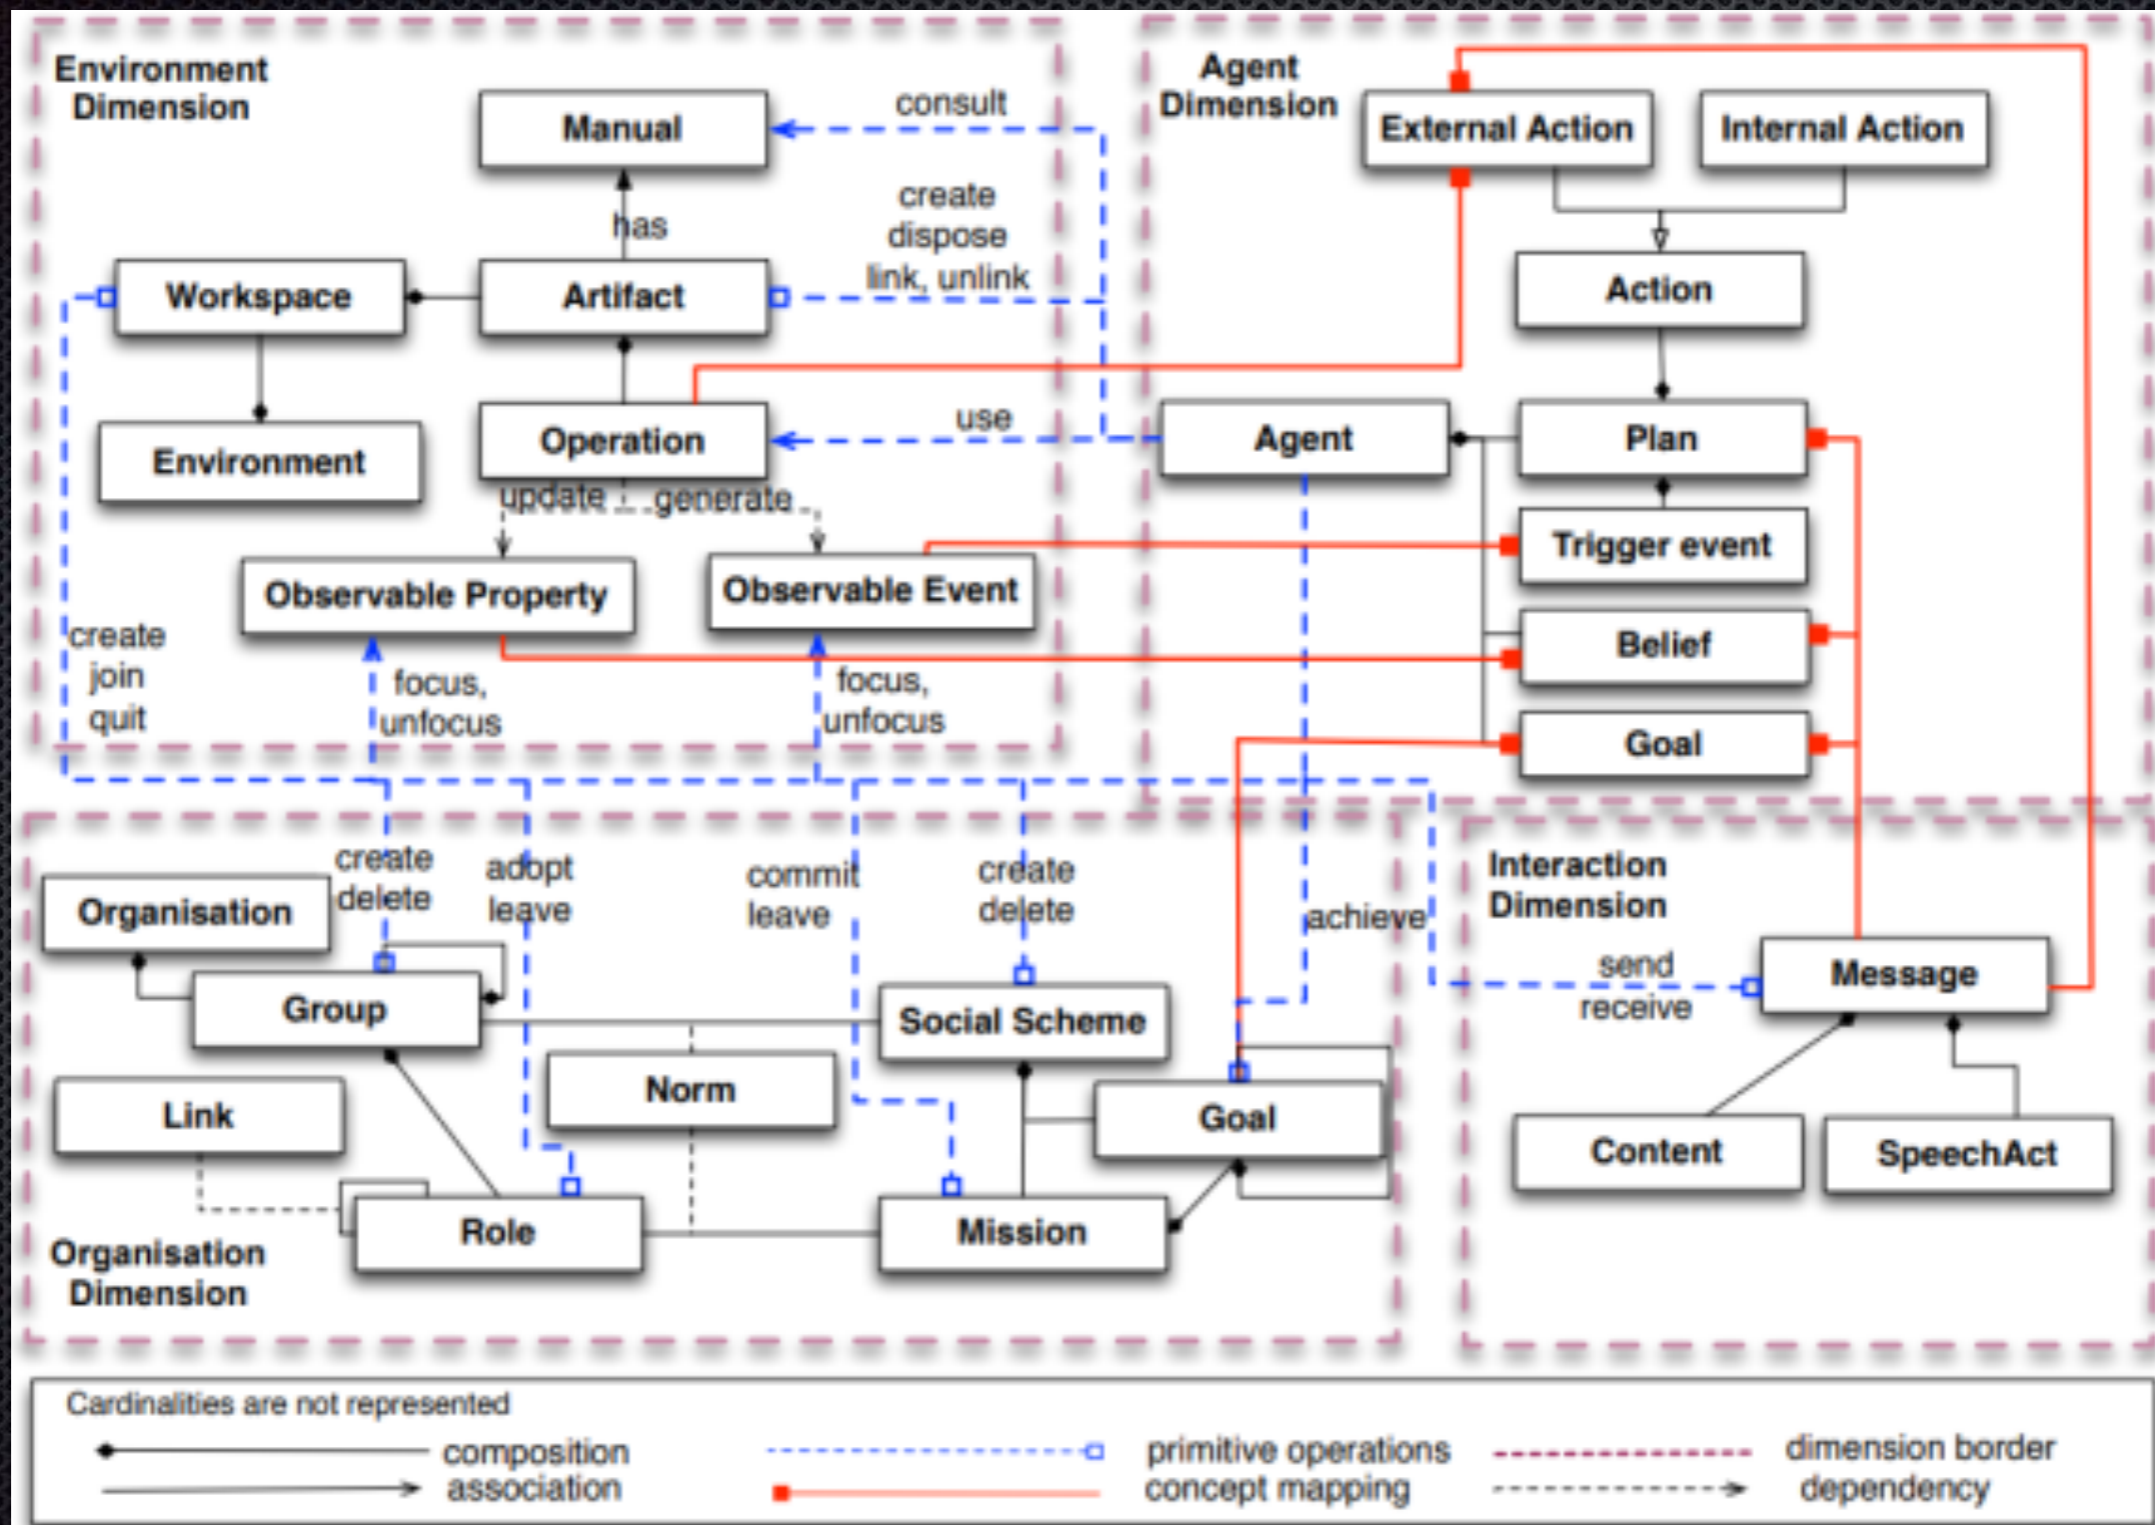 Environment
Dimension
Manual
consult
has
create
dispose
link, unlink
Workspace
Artifact
Environment
Operation
use
update
generate
Observable Property
Observable Event
create
join
quit
focus,
unfocus
focus,
unfocus
Agent
Dimension
External Action
Internal Action
Action
Agent
Plan
Trigger event
Belief
Goal
Organisation
create
delete
adopt
leave
commit
leave
create
delete
achieve
Group
Social Scheme
Norm
Link
Goal
Role
Mission
Organisation
Dimension
Interaction
Dimension
send
receive
Message
Content
SpeechAct
Cardinalities are not represented
composition
primitive operations
dimension border
association
concept mapping
dependency